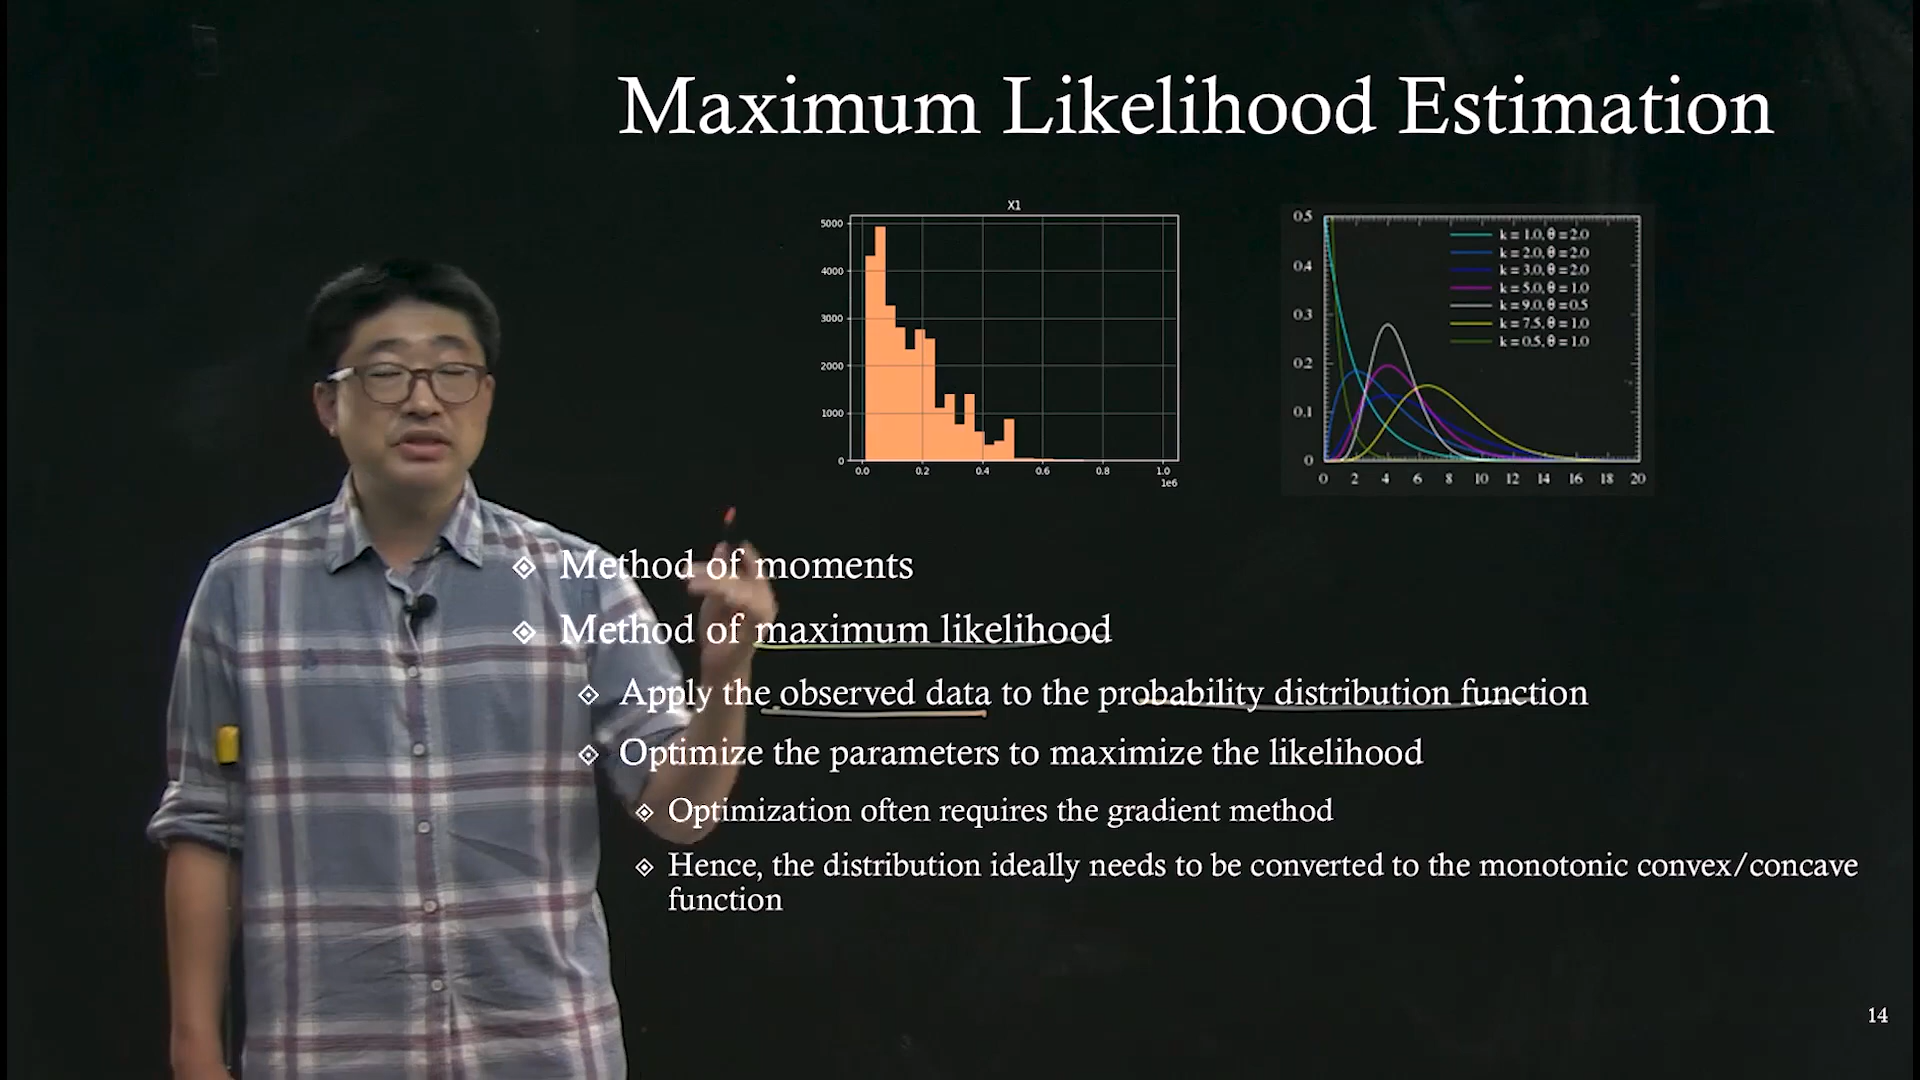 Maximum Likelihood Estimation
X1
5000
4000
3000
2000
1000
0
0.0 0.2 0.4 0.6 0.8 1.0
1e6
0.5
0.4
0.3
0.2
0.1
0
k = 1.0, θ = 2.0
k = 2.0, θ = 2.0
k = 3.0, θ = 2.0
k = 5.0, θ = 1.0
k = 9.0, θ = 0.5
k = 7.5, θ = 1.0
k = 0.5, θ = 1.0
0 2 4 6 8 10 12 14 16 18 20
Method of moments
Method of maximum likelihood
Apply the observed data to the probability distribution function
Optimize the parameters to maximize the likelihood
Optimization often requires the gradient method
Hence, the distribution ideally needs to be converted to the monotonic convex/concave
function
14